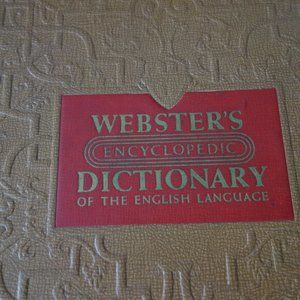 WEBSTER'S
ENCYCLOPEDIC
DICTIONARY
OF THE ENGLISH LANGUAGE